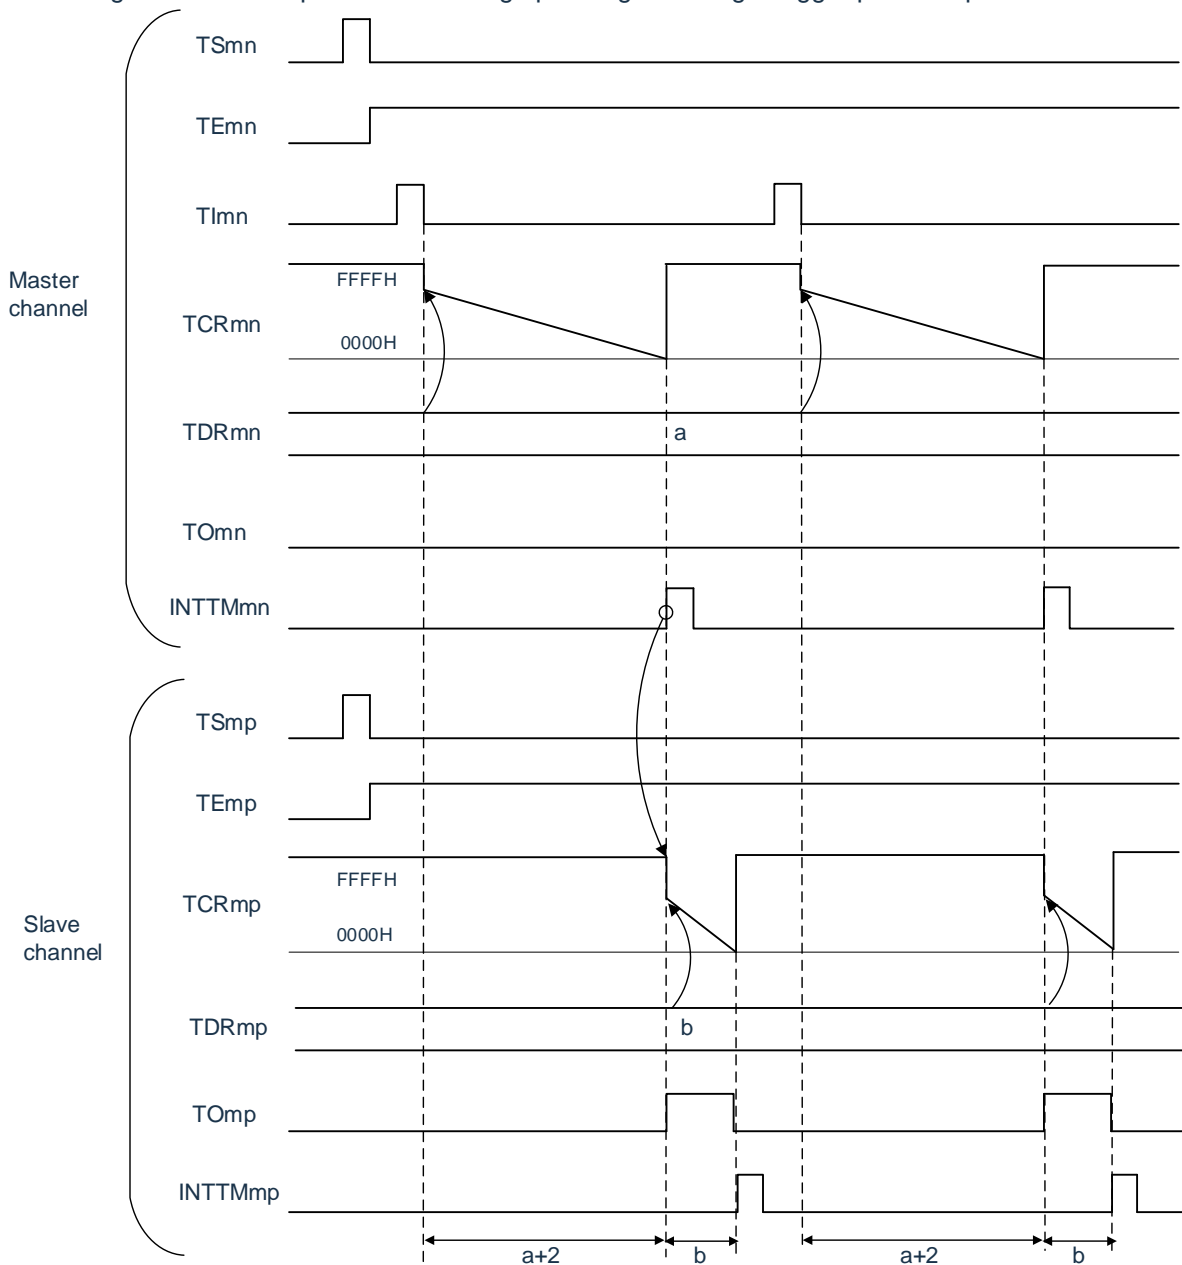 TSmn
TEmn
TImn
Master
channel
FFFFH
TCRmn
0000H
TDRmn
a
TOmn
INTTMmn
TSmp
TEmp
FFFFH
TCRmp
Slave
channel
0000H
TDRmp
b
TOmp
INTTMmp
a+2
b
a+2
b